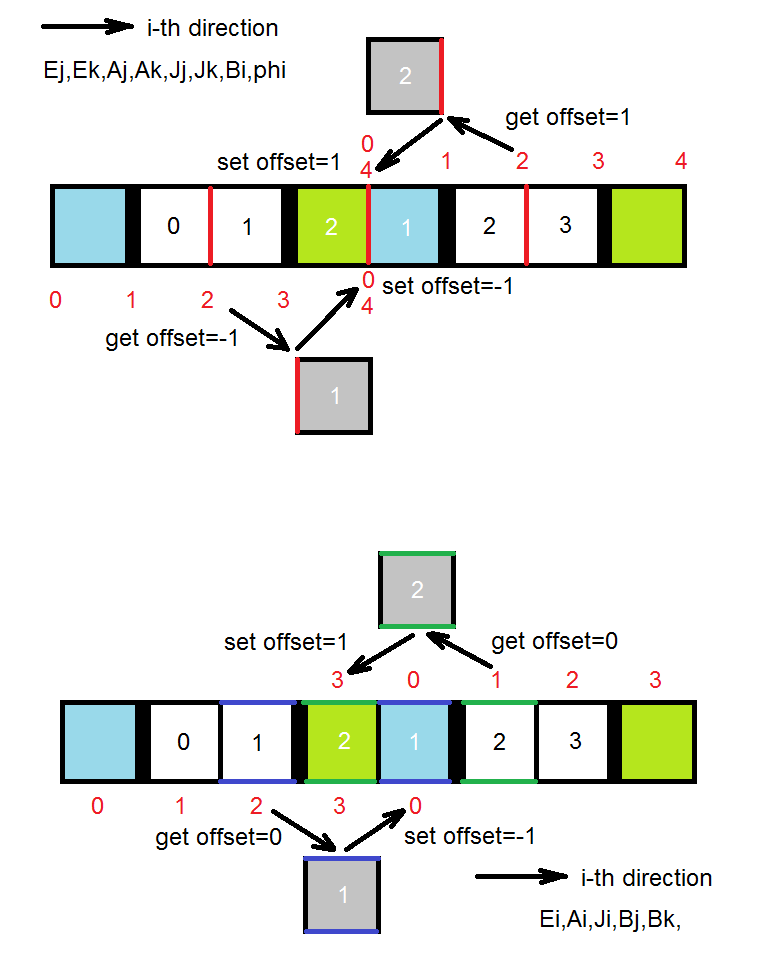 i-th direction
Ej,Ek,Aj,Ak,Jj,Jk,Bi,phi
2
get offset=1
set offset=1
0
4
1 2 3 4
0 1 2 1 2 3
0 1 2 3
0
4
set offset=-1
get offset=-1
1
2
set offset=1
get offset=0
3 0 1 2 3
0 1 2 1 2 3
0 1 2 3 0
get offset=0
set offset=-1
1
i-th direction
Ei,Ai,Ji,Bj,Bk,